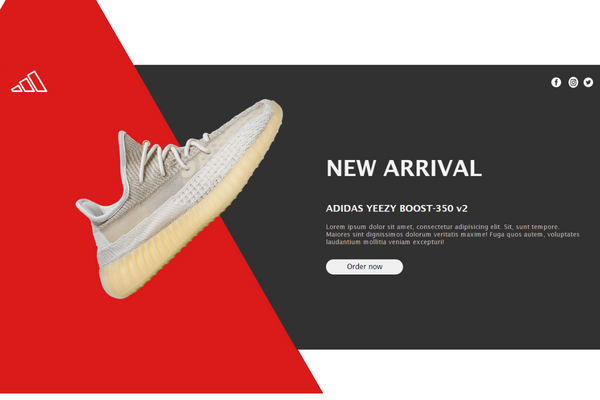 NEW ARRIVAL
ADIDAS YEEZY BOOST-350 v2
Lorem ipsum dolor sit amet, consectetur adipisicing elit. Sit, sunt tempore.
Maiores sint dignissimos dolorum veritatis maxime! Fuga quos autem, voluptates
laudantium mollitia veniam excepturi!
Order now